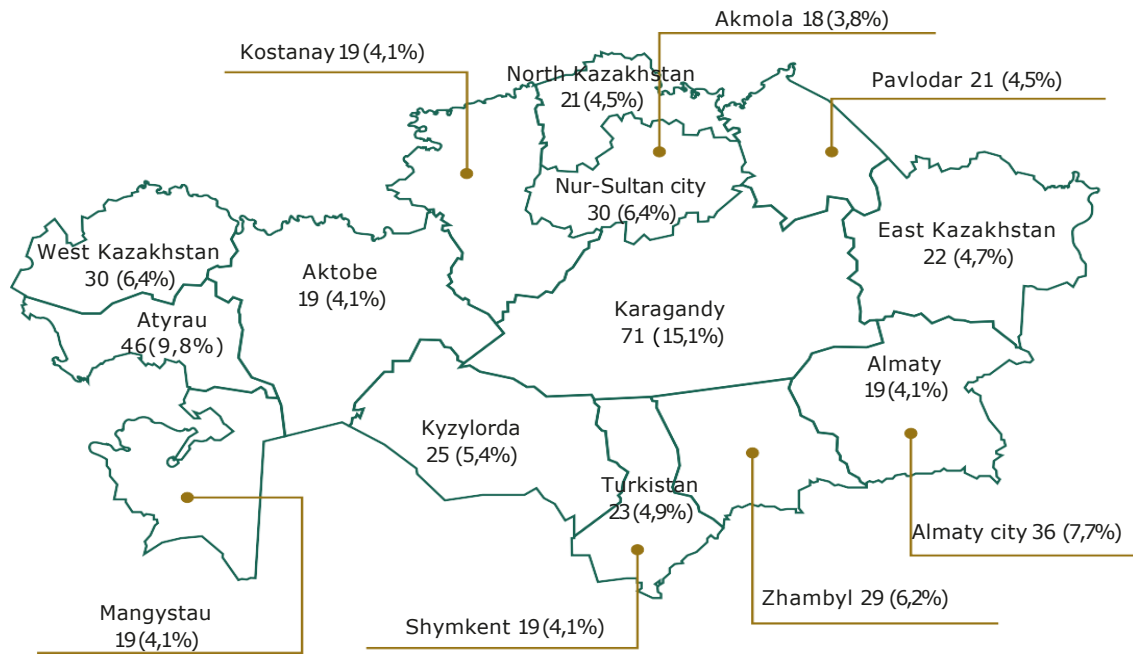 Akmola 18 (3,8%)
Kostanay 19 (4,1%)
North Kazakhstan
21 (4,5%)
Pavlodar 21 (4,5%)
Nur-Sultan city
30 (6,4%)
East Kazakhstan
22 (4,7%)
West Kazakhstan
30 (6,4%)
Aktobe
19 (4,1%)
Karagandy
71 (15,1%)
Atyrau
46 (9,8%)
Almaty
19 (4,1%)
Kyzylorda
25 (5,4%)
Turkistan
23 (4,9%)
Almaty city 36 (7,7%)
Zhambyl 29 (6,2%)
Mangystau
19 (4,1%)
Shymkent 19 (4,1%)